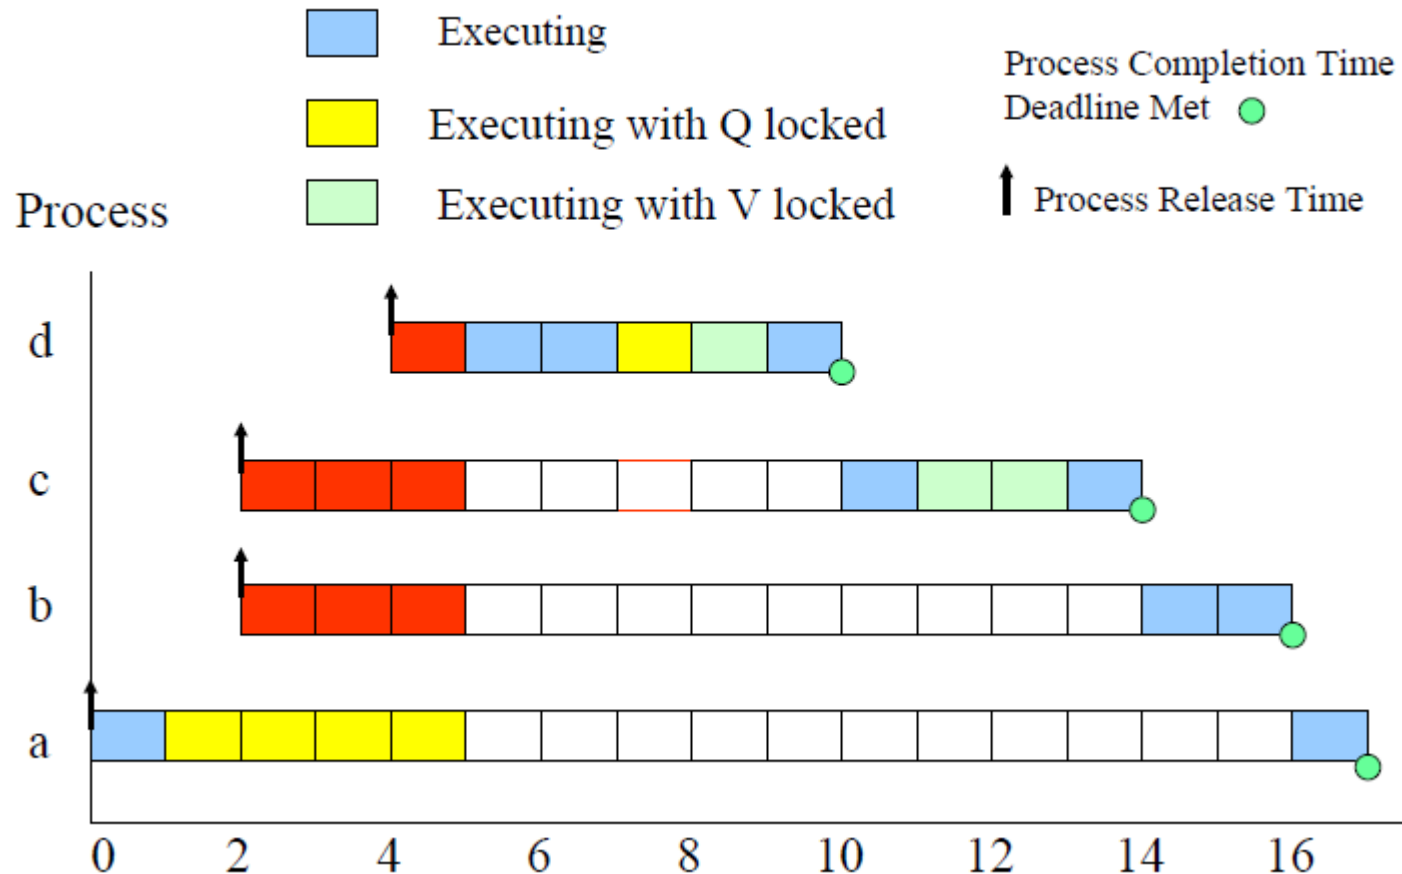 Executing
Executing with Q locked
Executing with V locked
Process Completion Time
Deadline Met
Process Release Time
Process
d
c
b
a
0 2 4 6 8 10 12 14 16